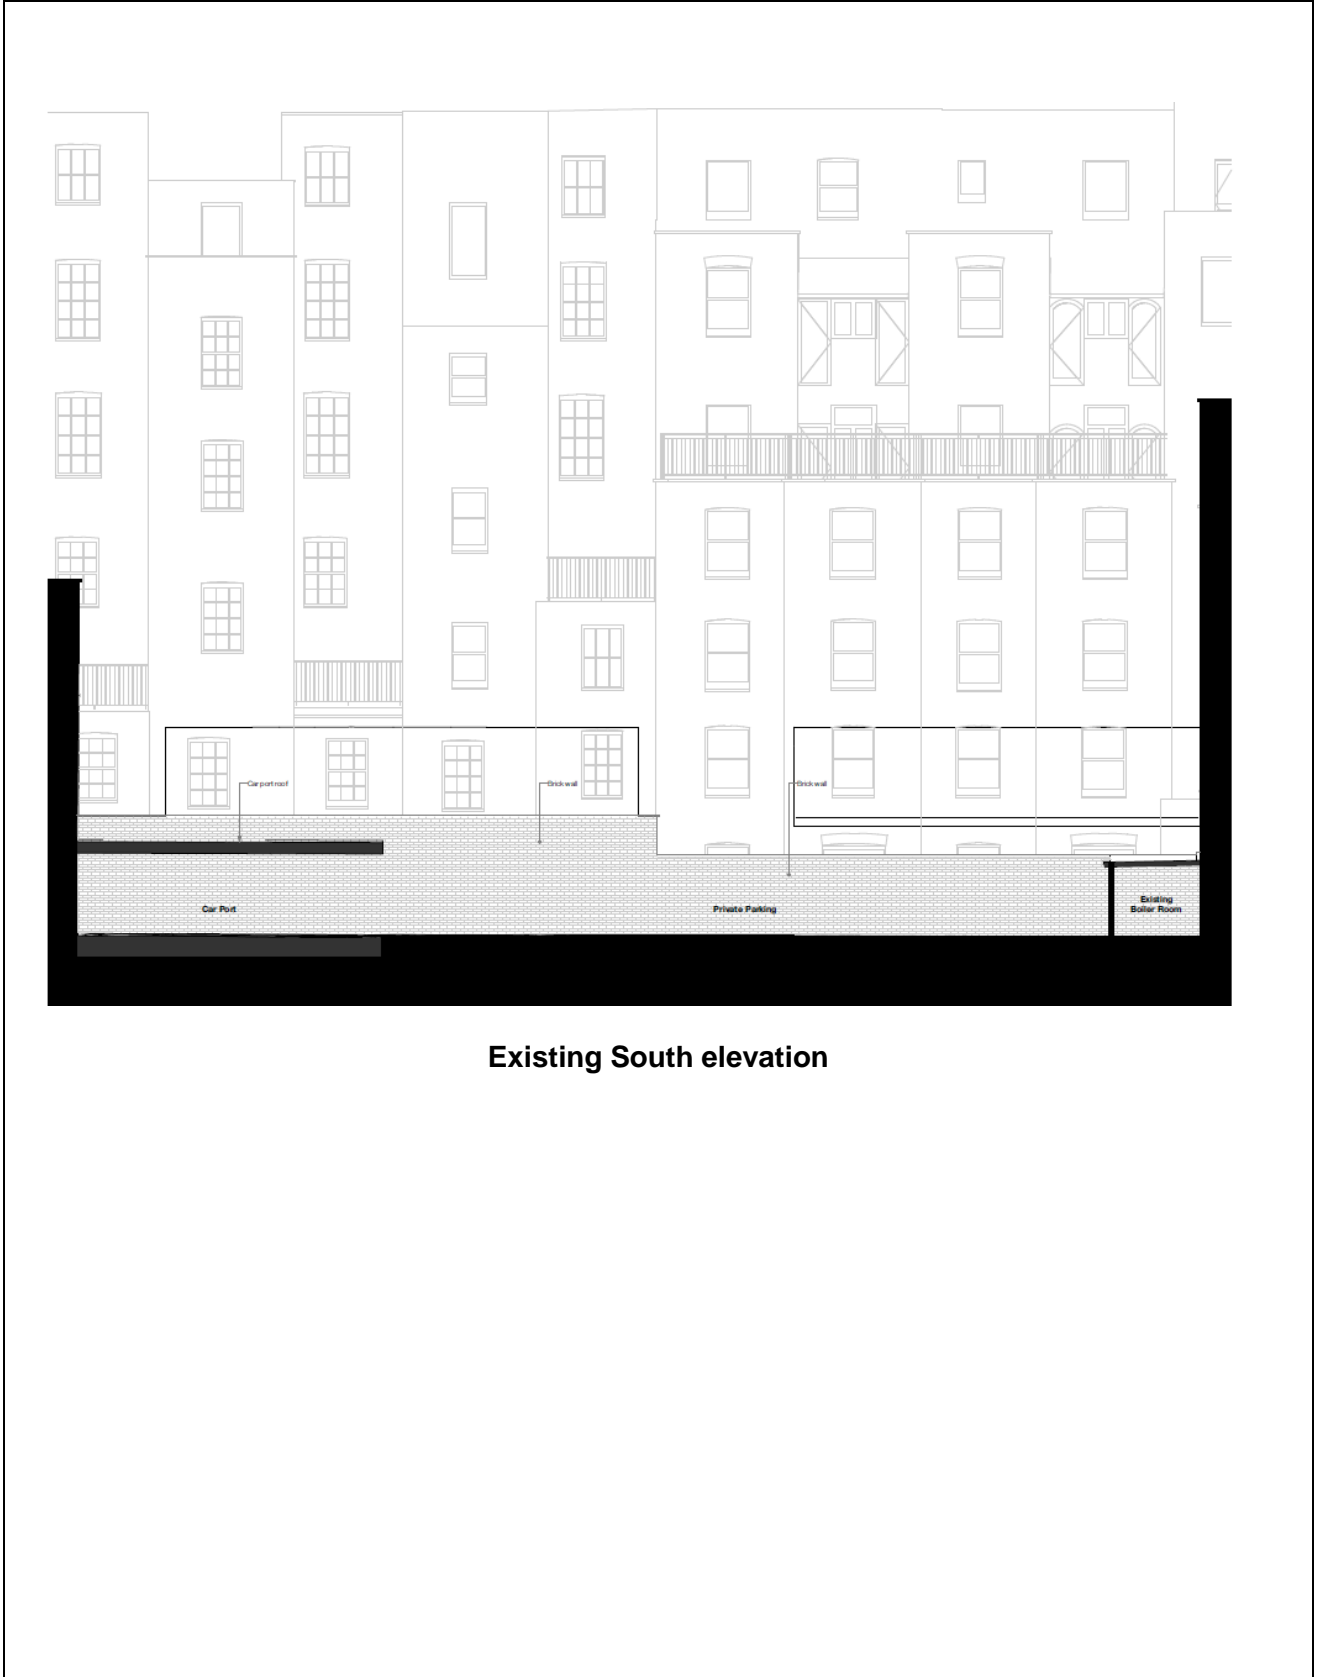 Car port roof
Brick wall
Brick wall
Car Port
Private Parking
Existing
Boiler Room
Existing South elevation